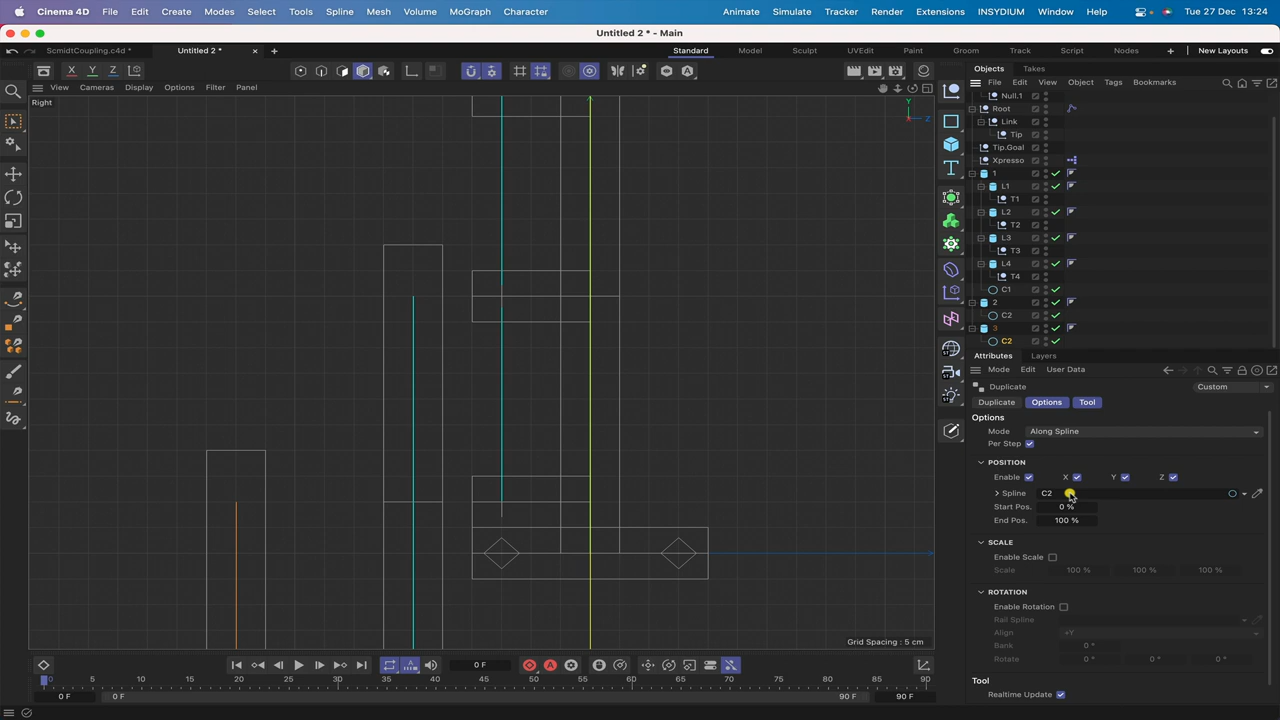 Cinema 4D File Edit Create Modes Select Tools Spline Mesh Volume MoGraph Character Animate Simulate Tracker Render Extensions INSYDIUM Window Help Tue 27 Dec 13:24
Untitled 2 * - Main
ScmidtCoupling.c4d * Untitled 2 * Standard Model Sculpt UVEdit Paint Groom Track Script Nodes New Layouts
X Y Z
Objects Takes
View Cameras Display Options Filter Panel
File Edit View Object Tags Bookmarks
Right
Y
Z
Null.1
Root
Link
Tip
Tip.Goal
Xpresso
1
L1
T1
L2
T2
L3
T3
L4
T4
C1
2
C2
3
C2
Attributes Layers
Mode Edit User Data
Duplicate Custom
Duplicate Options Tool
Options
Mode Along Spline
Per Step
POSITION
Enable X Y Z
Spline C2
Start Pos. 0 %
End Pos. 100 %
SCALE
Enable Scale
Scale 100 % 100 % 100 %
ROTATION
Enable Rotation
Rail Spline
Align +Y
Bank 0 °
Rotate 0 ° 0 ° 0 °
Tool
Realtime Update
Grid Spacing : 5 cm
0 F
0 5 10 15 20 25 30 35 40 45 50 55 60 65 70 75 80 85 90
0 F 0 F 90 F 90 F